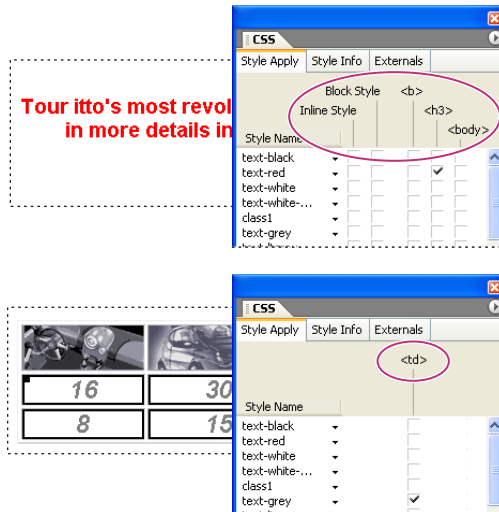 CSS
Style Apply Style Info Externals
Block Style <b>
Inline Style <h3>
<body>
Style Name
Tour itto's most revol
in more details in
text-black
text-red
text-white
text-white-...
class1
text-grey
CSS
Style Apply Style Info Externals
<td>
Style Name
16 30
8 15
text-black
text-red
text-white
text-white-...
class1
text-grey